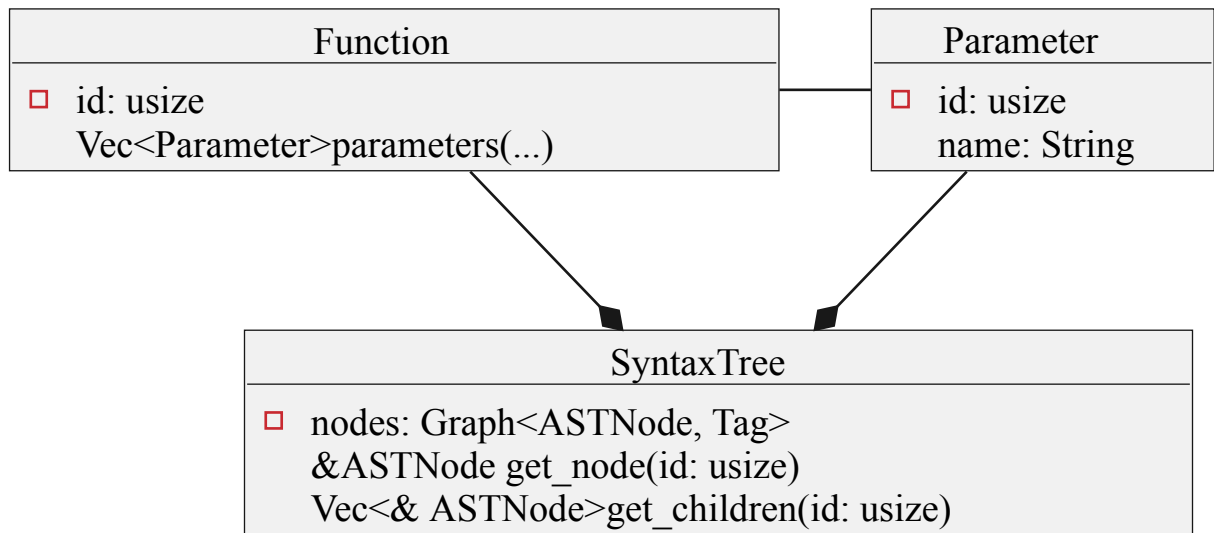 Function
id: usize
Vec<Parameter>parameters(...)
Parameter
id: usize
name: String
SyntaxTree
nodes: Graph<ASTNode, Tag>
&ASTNode get_node(id: usize)
Vec<& ASTNode>get_children(id: usize)